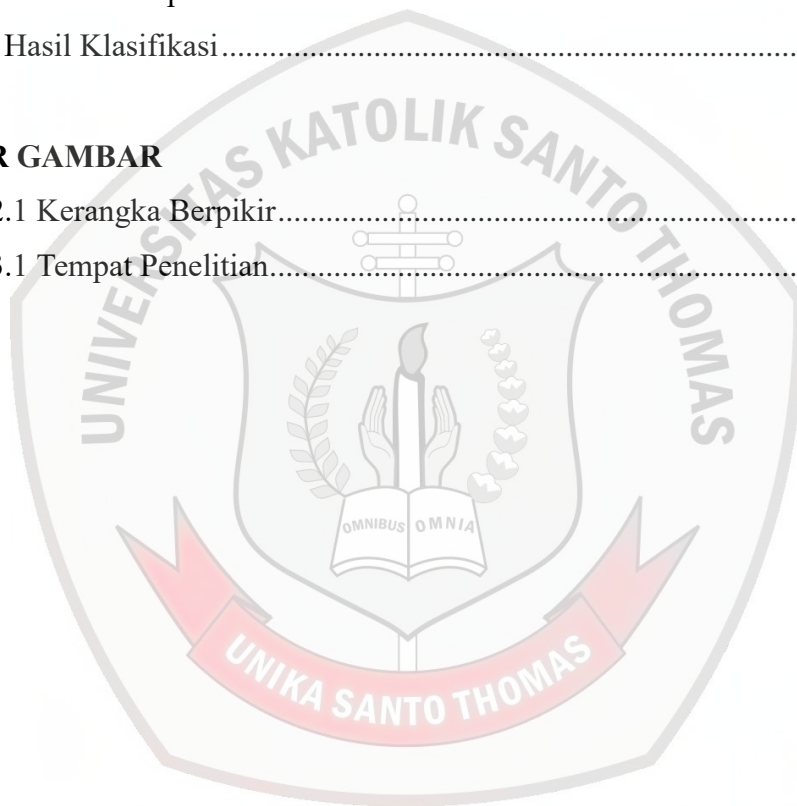 Hasil Klasifikasi
R GAMBAR
2.1 Kerangka Berpikir
3.1 Tempat Penelitian
UNIVERSITAS KATOLIK SANTO THOMAS
OMNIBUS OMNIA
UNIKA SANTO THOMAS